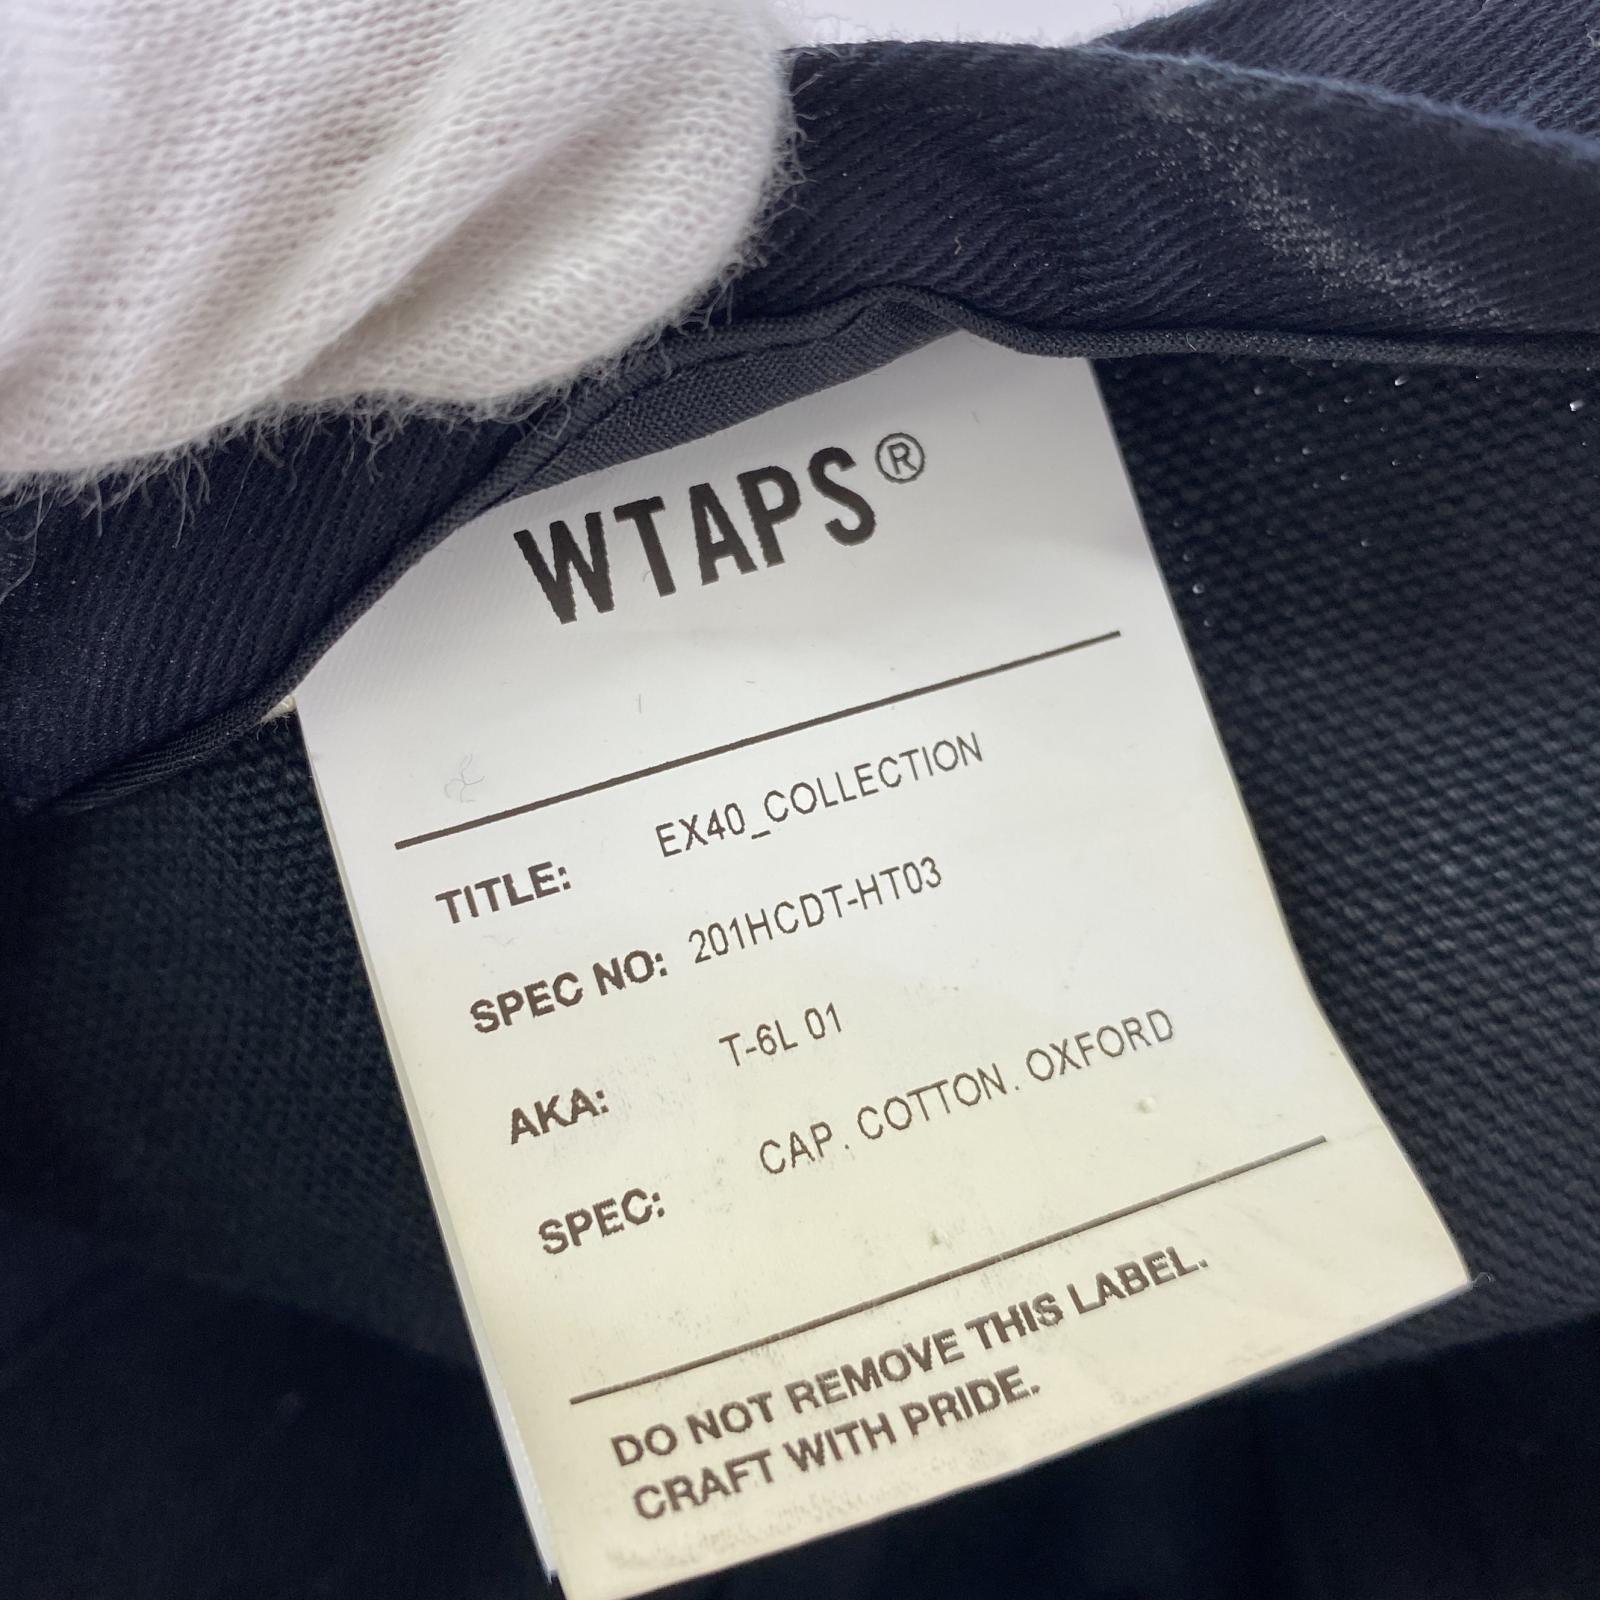 WTAPS®
TITLE: EX40_COLLECTION
SPEC NO: 201HCDT-HT03
AKA: T-6L 01
SPEC: CAP. COTTON. OXFORD
DO NOT REMOVE THIS LABEL.
CRAFT WITH PRIDE.